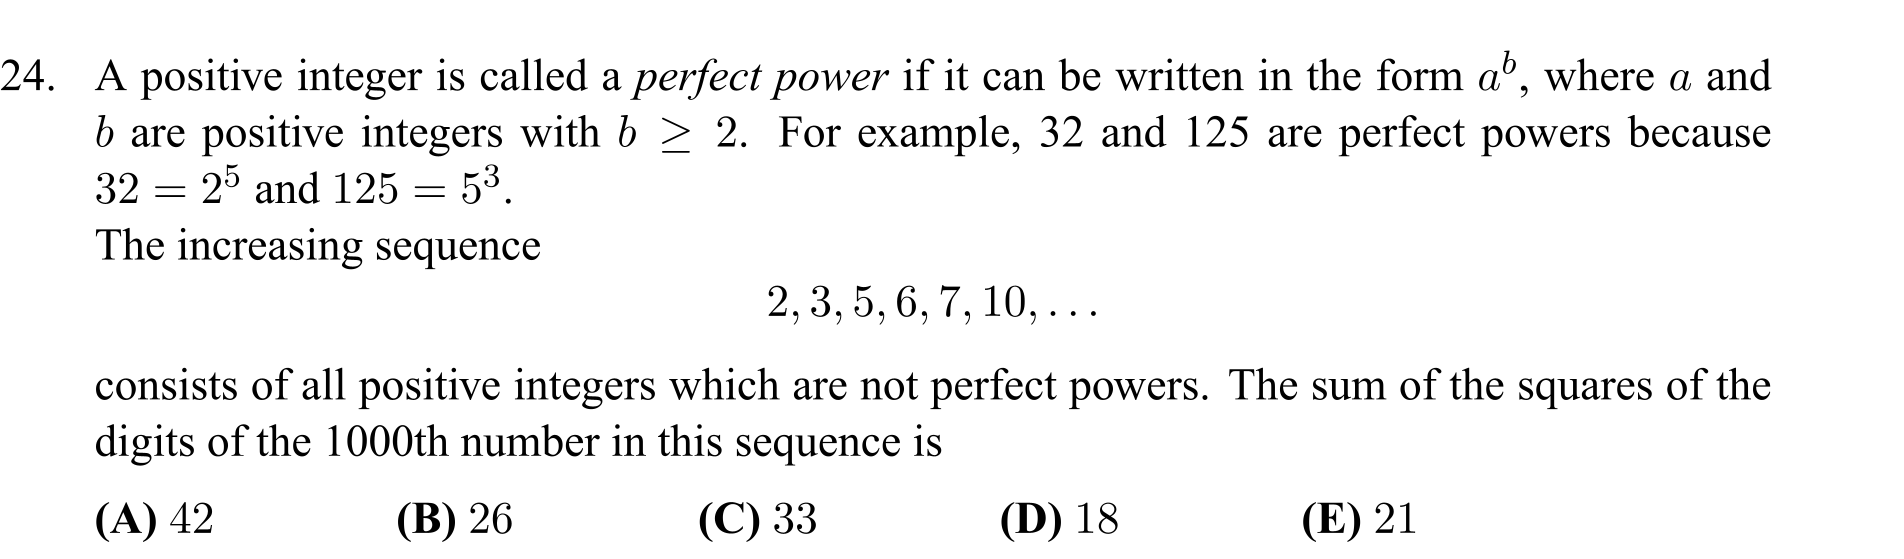 24. A positive integer is called a perfect power if it can be written in the form a^b, where a and
b are positive integers with b ≥ 2. For example, 32 and 125 are perfect powers because
32 = 2^5 and 125 = 5^3.
The increasing sequence
2, 3, 5, 6, 7, 10, . . .
consists of all positive integers which are not perfect powers. The sum of the squares of the
digits of the 1000th number in this sequence is
(A) 42 (B) 26 (C) 33 (D) 18 (E) 21